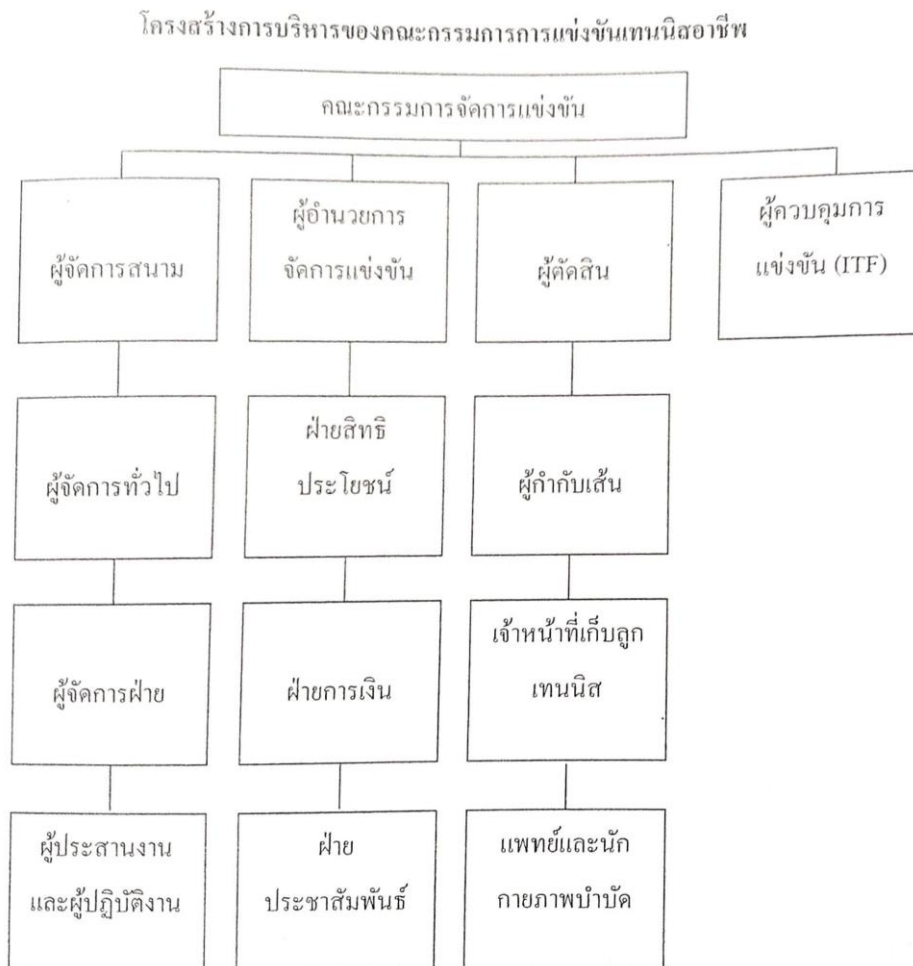 โครงสร้างการบริหารของคณะกรรมการการแข่งขันเทนนิสอาชีพ
คณะกรรมการจัดการแข่งขัน
ผู้จัดการสนาม
ผู้อำนวยการ
จัดการแข่งขัน
ผู้ตัดสิน
ผู้ควบคุมการ
แข่งขัน (ITF)
ผู้จัดการทั่วไป
ฝ่ายสิทธิ
ประโยชน์
ผู้กำกับเส้น
ผู้จัดการฝ่าย
ฝ่ายการเงิน
เจ้าหน้าที่เก็บลูก
เทนนิส
ผู้ประสานงาน
และผู้ปฏิบัติงาน
ฝ่าย
ประชาสัมพันธ์
แพทย์และนัก
กายภาพบำบัด